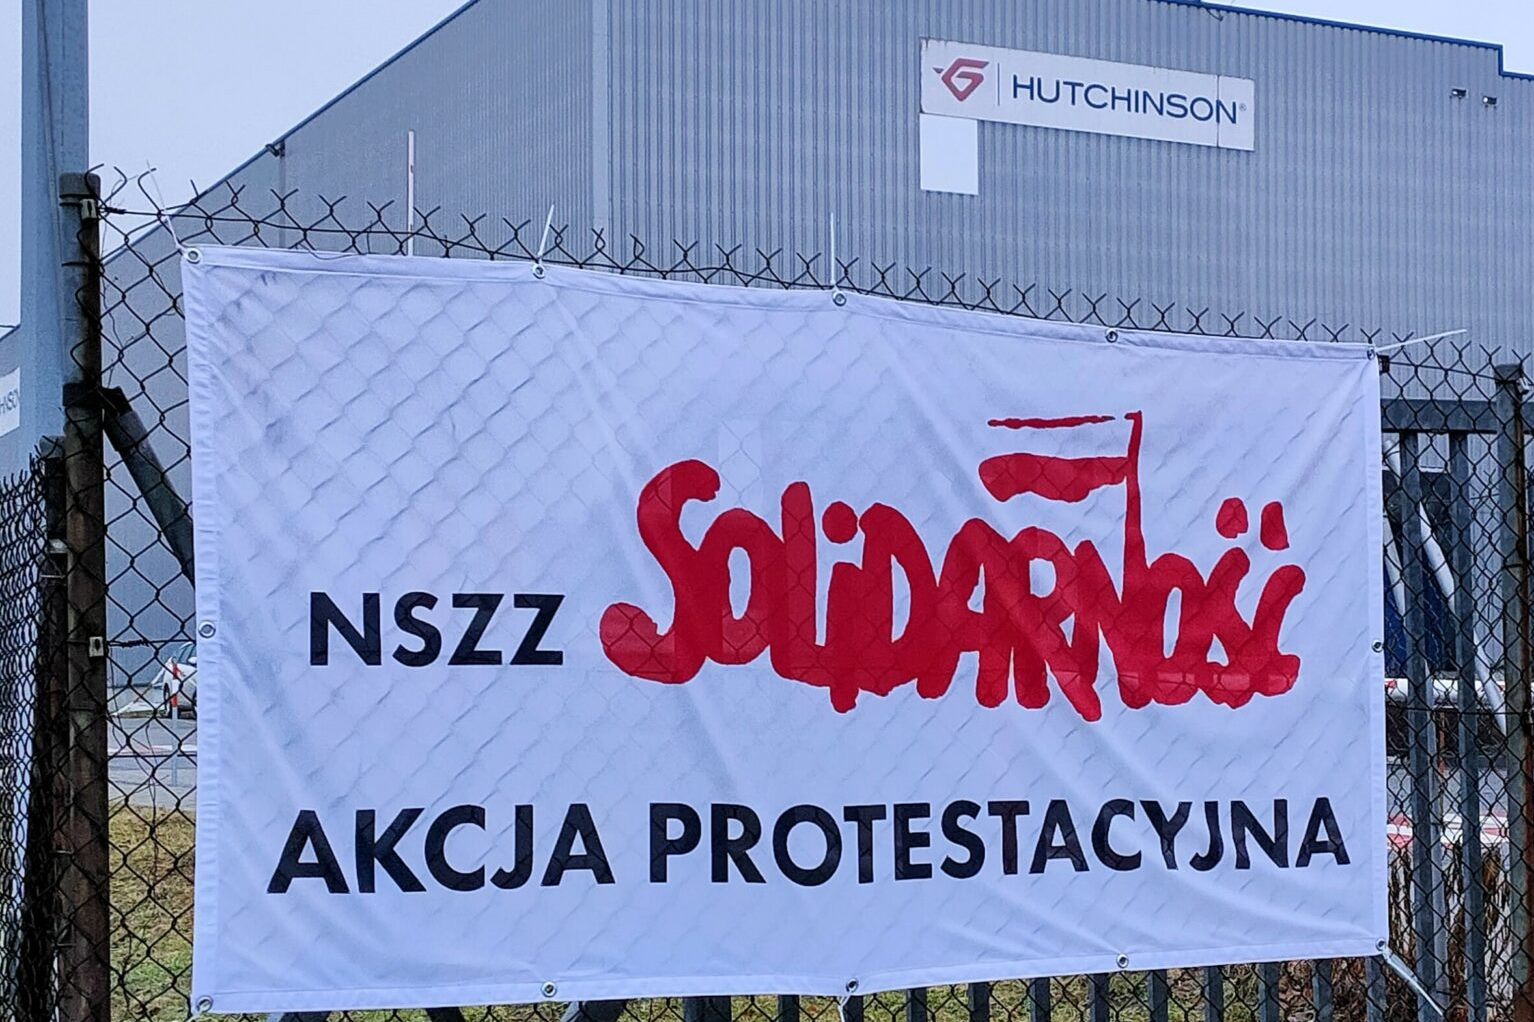 HUTCHINSON®
NSZZ SOLiDARNOŚĆ
AKCJA PROTESTACYJNA